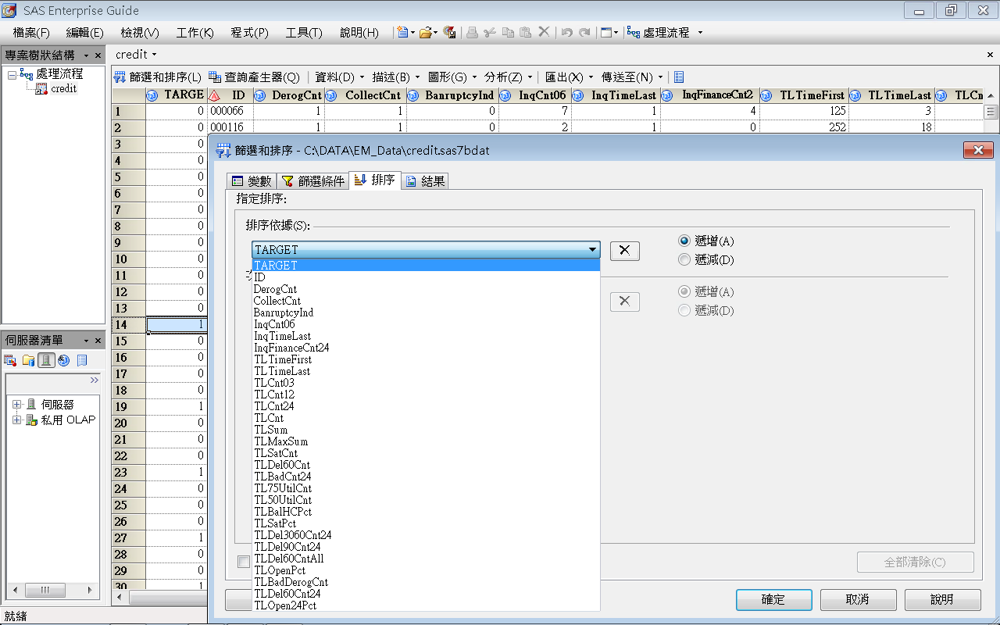 SAS Enterprise Guide
檔案(F) 編輯(E) 檢視(V) 工作(K) 程式(P) 工具(T) 說明(H) 處理流程
專案樹狀結構
處理流程
credit
credit
篩選和排序(L) 查詢產生器(Q) 資料(D) 描述(B) 圖形(G) 分析(Z) 匯出(X) 傳送至(N)
TARGE ID DerogCnt CollectCnt BanruptcyInd InqCnt06 InqTimeLast InqFinanceCnt2 TLTimeFirst TLTimeLast TLCn
1 0 000066 1 1 0 7 1 4 125 3
2 0 000116 1 1 0 2 1 0 252 18
3 0
4 0
5 0
6 0
7 0
8 0
9 0
10 0
11 0
12 0
13 0
14 1
15 0
16 0
17 0
18 0
19 1
20 0
21 0
22 0
23 1
24 0
25 0
26 0
27 1
28 0
29 0
30 1
伺服器清單
伺服器
私用 OLAP
就緒
篩選和排序 - C:\DATA\EM_Data\credit.sas7bdat
變數 篩選條件 排序 結果
指定排序:
排序依據(S):
TARGET
遞增(A)
遞減(D)
遞增(A)
遞減(D)
TARGET
ID
DerogCnt
CollectCnt
BanruptcyInd
InqCnt06
InqTimeLast
InqFinanceCnt24
TLTimeFirst
TLTimeLast
TLCnt03
TLCnt12
TLCnt24
TLCnt
TLSum
TLMaxSum
TLSatCnt
TLDel60Cnt
TLBadCnt24
TL75UtilCnt
TL50UtilCnt
TLBalHCPct
TLSatPct
TLDel3060Cnt24
TLDel90Cnt24
TLDel60CntAll
TLOpenPct
TLBadDerogCnt
TLDel60Cnt24
TLOpen24Pct
全部清除(C)
確定 取消 說明